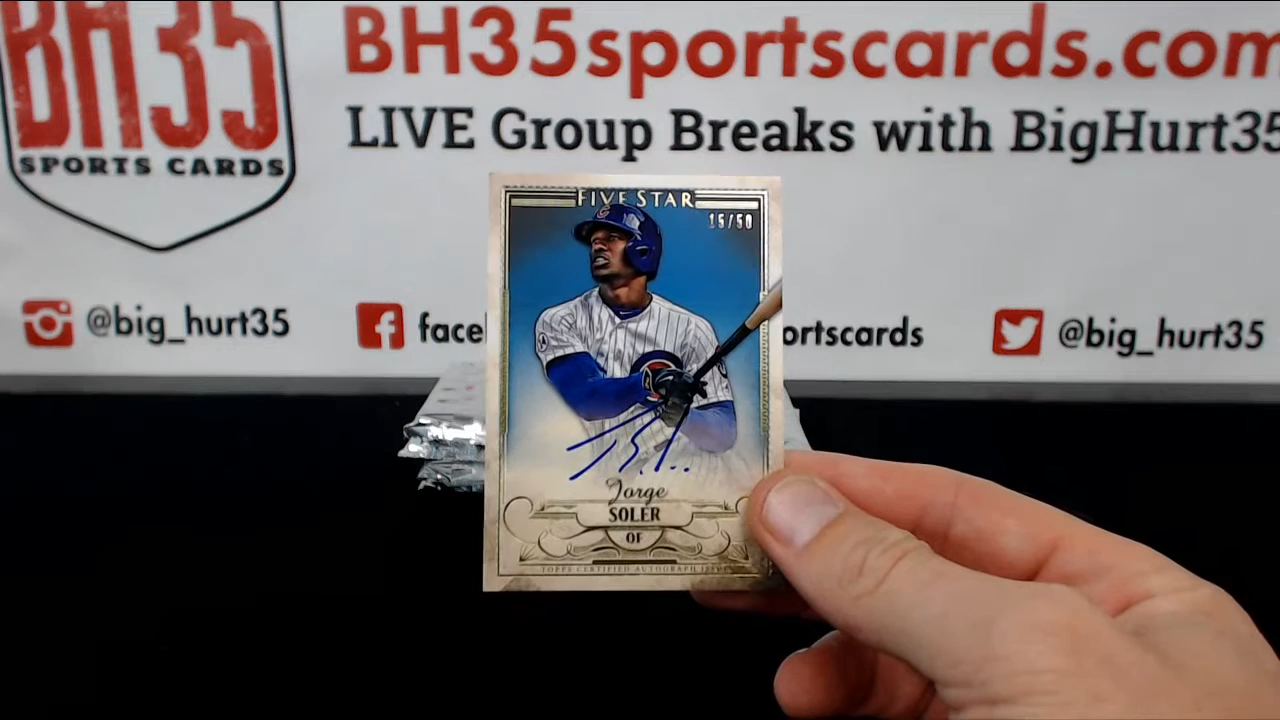 BH35
SPORTS CARDS
BH35sportscards.com
LIVE Group Breaks with BigHurt35
@big_hurt35
f face
ortscards
@big_hurt35
FIVE STAR
15/50
Jorge
SOLER
OF
TOPPS CERTIFIED AUTOGRAPH ISSUE